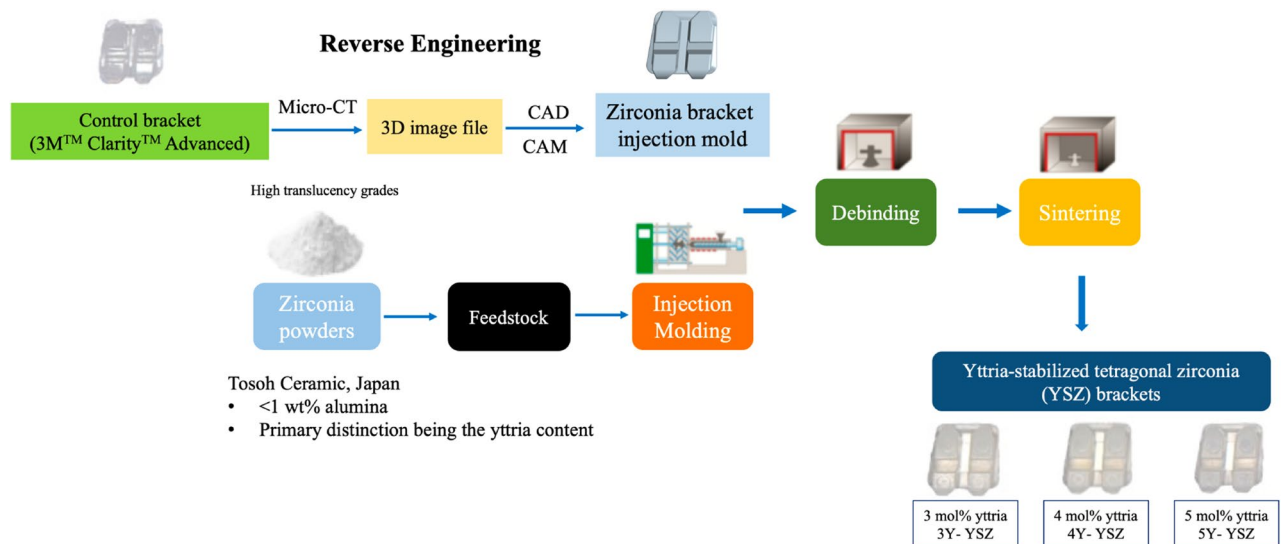 Reverse Engineering
Control bracket
(3M™ Clarity™ Advanced)
Micro-CT
3D image file
CAD
CAM
Zirconia bracket
injection mold
High translucency grades
Zirconia
powders
Feedstock
Injection
Molding
Debinding
Sintering
Tosoh Ceramic, Japan
• <1 wt% alumina
• Primary distinction being the yttria content
Yttria-stabilized tetragonal zirconia
(YSZ) brackets
3 mol% yttria
3Y- YSZ
4 mol% yttria
4Y- YSZ
5 mol% yttria
5Y- YSZ